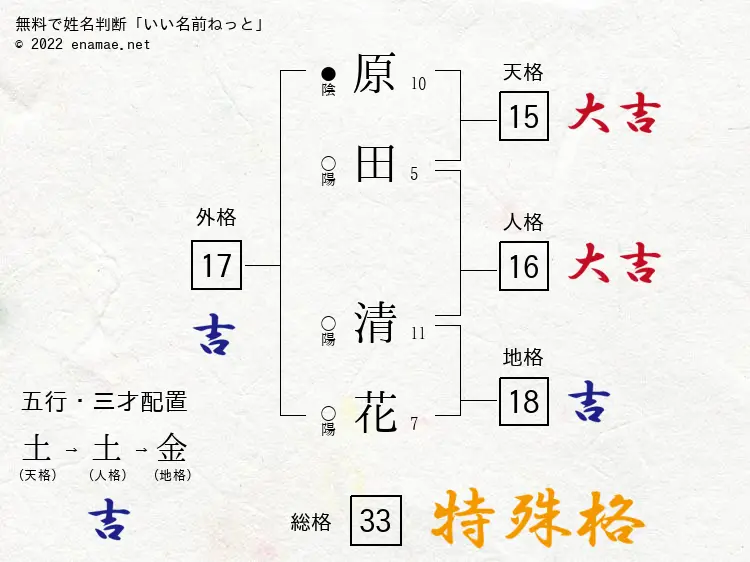 無料で姓名判断「いい名前ねっと」
© 2022 enamae.net
● 陰 原 10
○ 陽 田 5
○ 陽 清 11
○ 陽 花 7
天格
15 大吉
人格
16 大吉
地格
18 吉
外格
17
吉
五行・三才配置
土 → 土 → 金
(天格) (人格) (地格)
吉
総格 33 特殊格